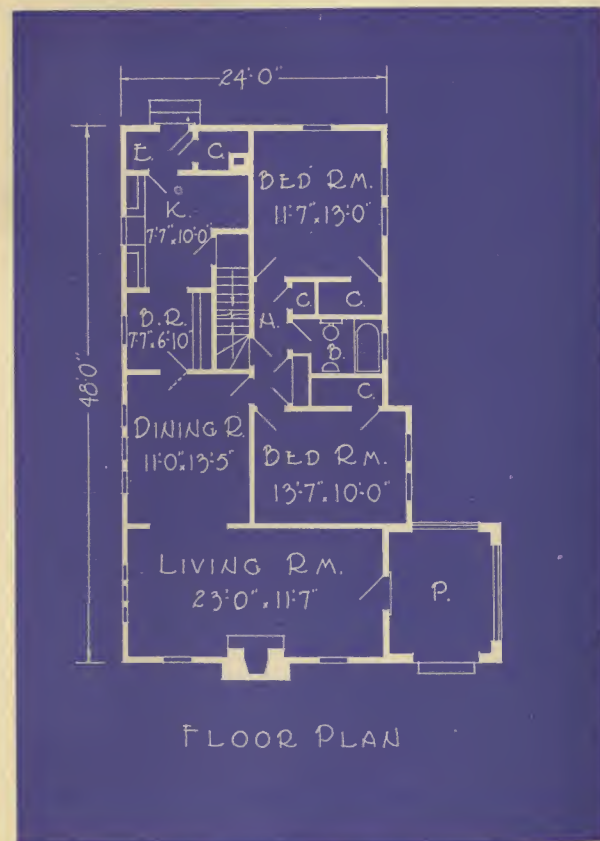 24'-0"
E.
C.
BED RM.
11'-7" x 13'-0"
K.
7'-7" x 10'-0"
C.
C.
H.
B.R.
7'-7" x 6'-10"
B.
48'-0"
C.
DINING R.
11'-0" x 13'-5"
BED RM.
13'-7" x 10'-0"
LIVING RM.
23'-0" x 11'-7"
P.
FLOOR PLAN